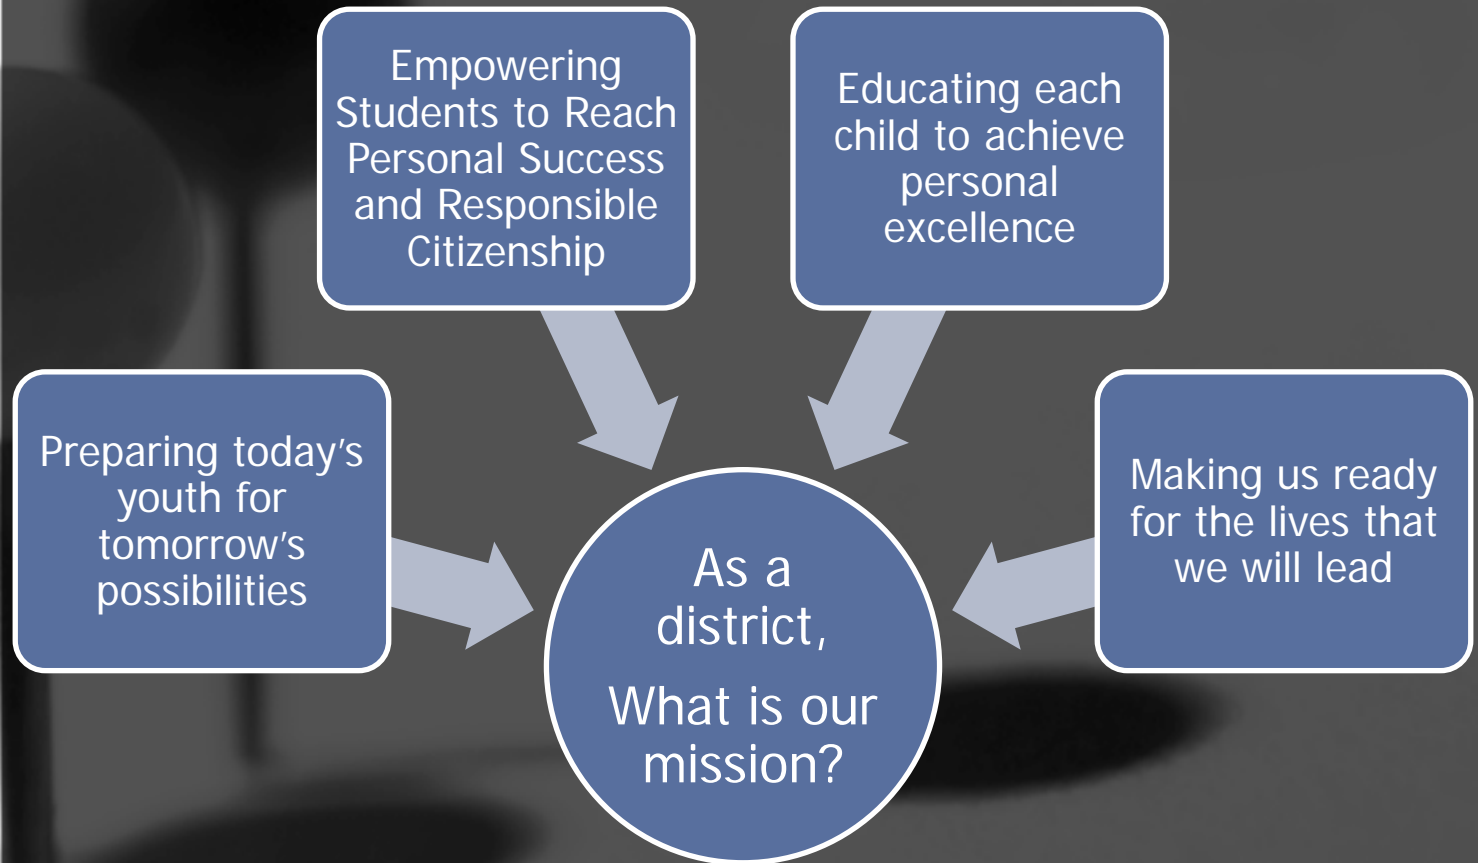 Empowering
Students to Reach
Personal Success
and Responsible
Citizenship
Educating each
child to achieve
personal
excellence
Preparing today’s
youth for
tomorrow’s
possibilities
Making us ready
for the lives that
we will lead
As a
district,
What is our
mission?